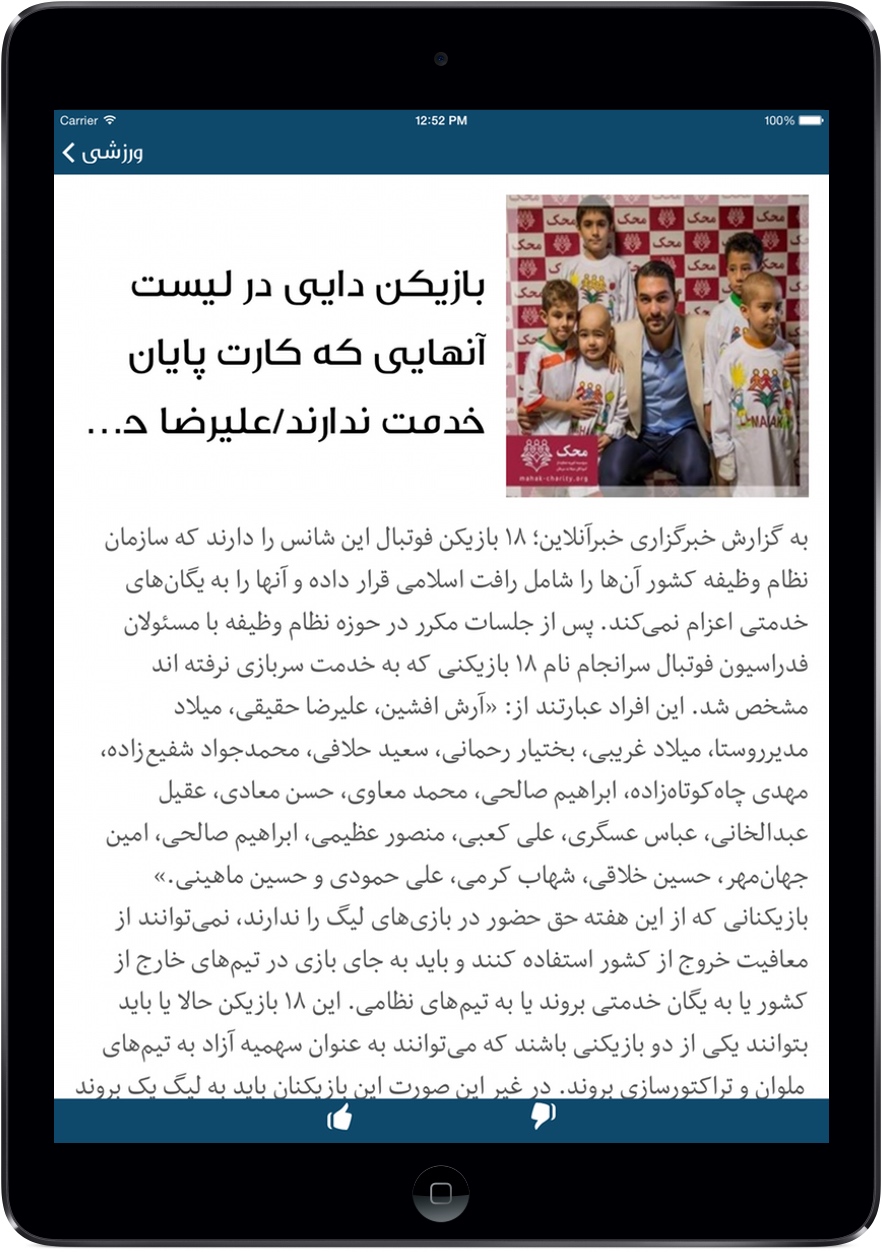 Carrier
12:52 PM
100%
ورزشی
محک
محک
mahak-charity.org
MAHAK
بازیکن دایی در لیست
آنهایی که کارت پایان
خدمت ندارند/علیرضا حـ...
به گزارش خبرگزاری خبرآنلاین؛ ۱۸ بازیکن فوتبال این شانس را دارند که سازمان
نظام وظیفه کشور آن‌ها را شامل رافت اسلامی قرار داده و آنها را به یگان‌های
خدمتی اعزام نمی‌کند. پس از جلسات مکرر در حوزه نظام وظیفه با مسئولان
فدراسیون فوتبال سرانجام نام ۱۸ بازیکنی که به خدمت سربازی نرفته اند
مشخص شد. این افراد عبارتند از: «آرش افشین، علیرضا حقیقی، میلاد
مدیرروستا، میلاد غریبی، بختیار رحمانی، سعید حلافی، محمدجواد شفیع‌زاده،
مهدی چاه‌کوتاه‌زاده، ابراهیم صالحی، محمد معاوی، حسن معادی، عقیل
عبدالخانی، عباس عسگری، علی کعبی، منصور عظیمی، ابراهیم صالحی، امین
جهان‌مهر، حسین خلاقی، شهاب کرمی، علی حمودی و حسین ماهینی.»
بازیکنانی که از این هفته حق حضور در بازی‌های لیگ را ندارند، نمی‌توانند از
معافیت خروج از کشور استفاده کنند و باید به جای بازی در تیم‌های خارج از
کشور یا به یگان خدمتی بروند یا به تیم‌های نظامی. این ۱۸ بازیکن حالا یا باید
بتوانند یکی از دو بازیکنی باشند که می‌توانند به عنوان سهمیه آزاد به تیم‌های
ملوان و تراکتورسازی بروند. در غیر این صورت این بازیکنان باید به لیگ یک بروند